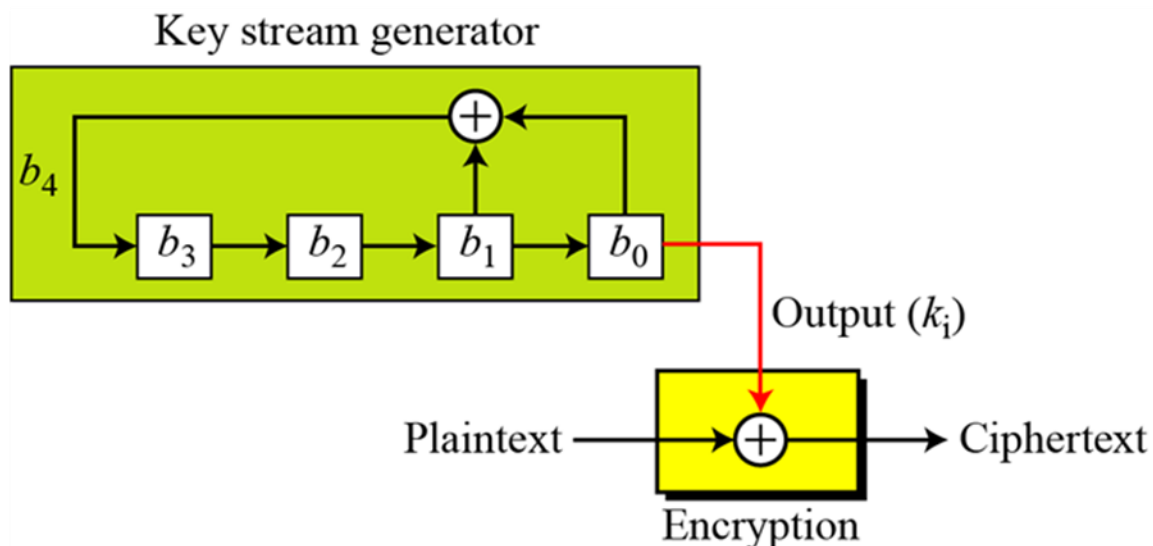 Key stream generator
b₄
b₃ b₂ b₁ b₀
Output (kᵢ)
Plaintext Ciphertext
Encryption